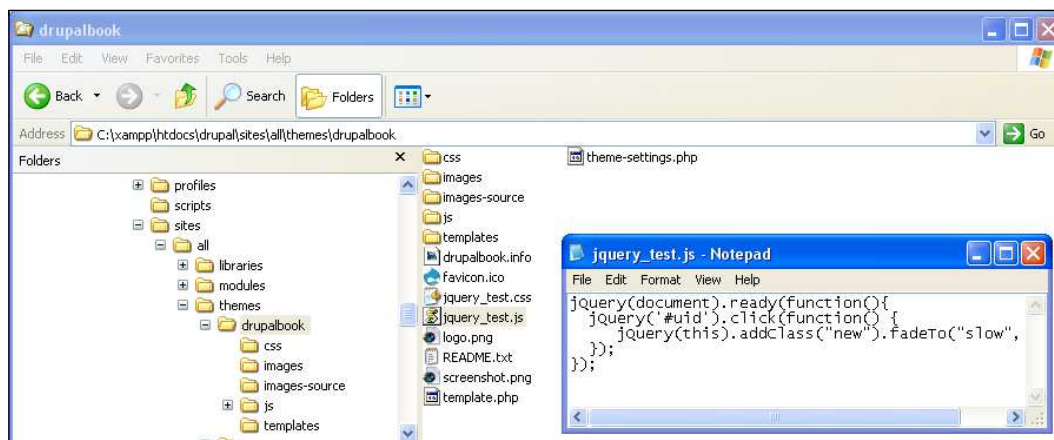 drupalbook
File Edit View Favorites Tools Help
Back Search Folders
Address C:\xampp\htdocs\drupal\sites\all\themes\drupalbook Go
Folders
profiles
scripts
sites
all
libraries
modules
themes
drupalbook
css
images
images-source
js
templates
css
images
images-source
js
templates
drupalbook.info
favicon.ico
jquery_test.css
jquery_test.js
logo.png
README.txt
screenshot.png
template.php
theme-settings.php
jquery_test.js - Notepad
File Edit Format View Help
jQuery(document).ready(function(){
jQuery('#uid').click(function() {
jQuery(this).addClass("new").fadeTo("slow",
});
});